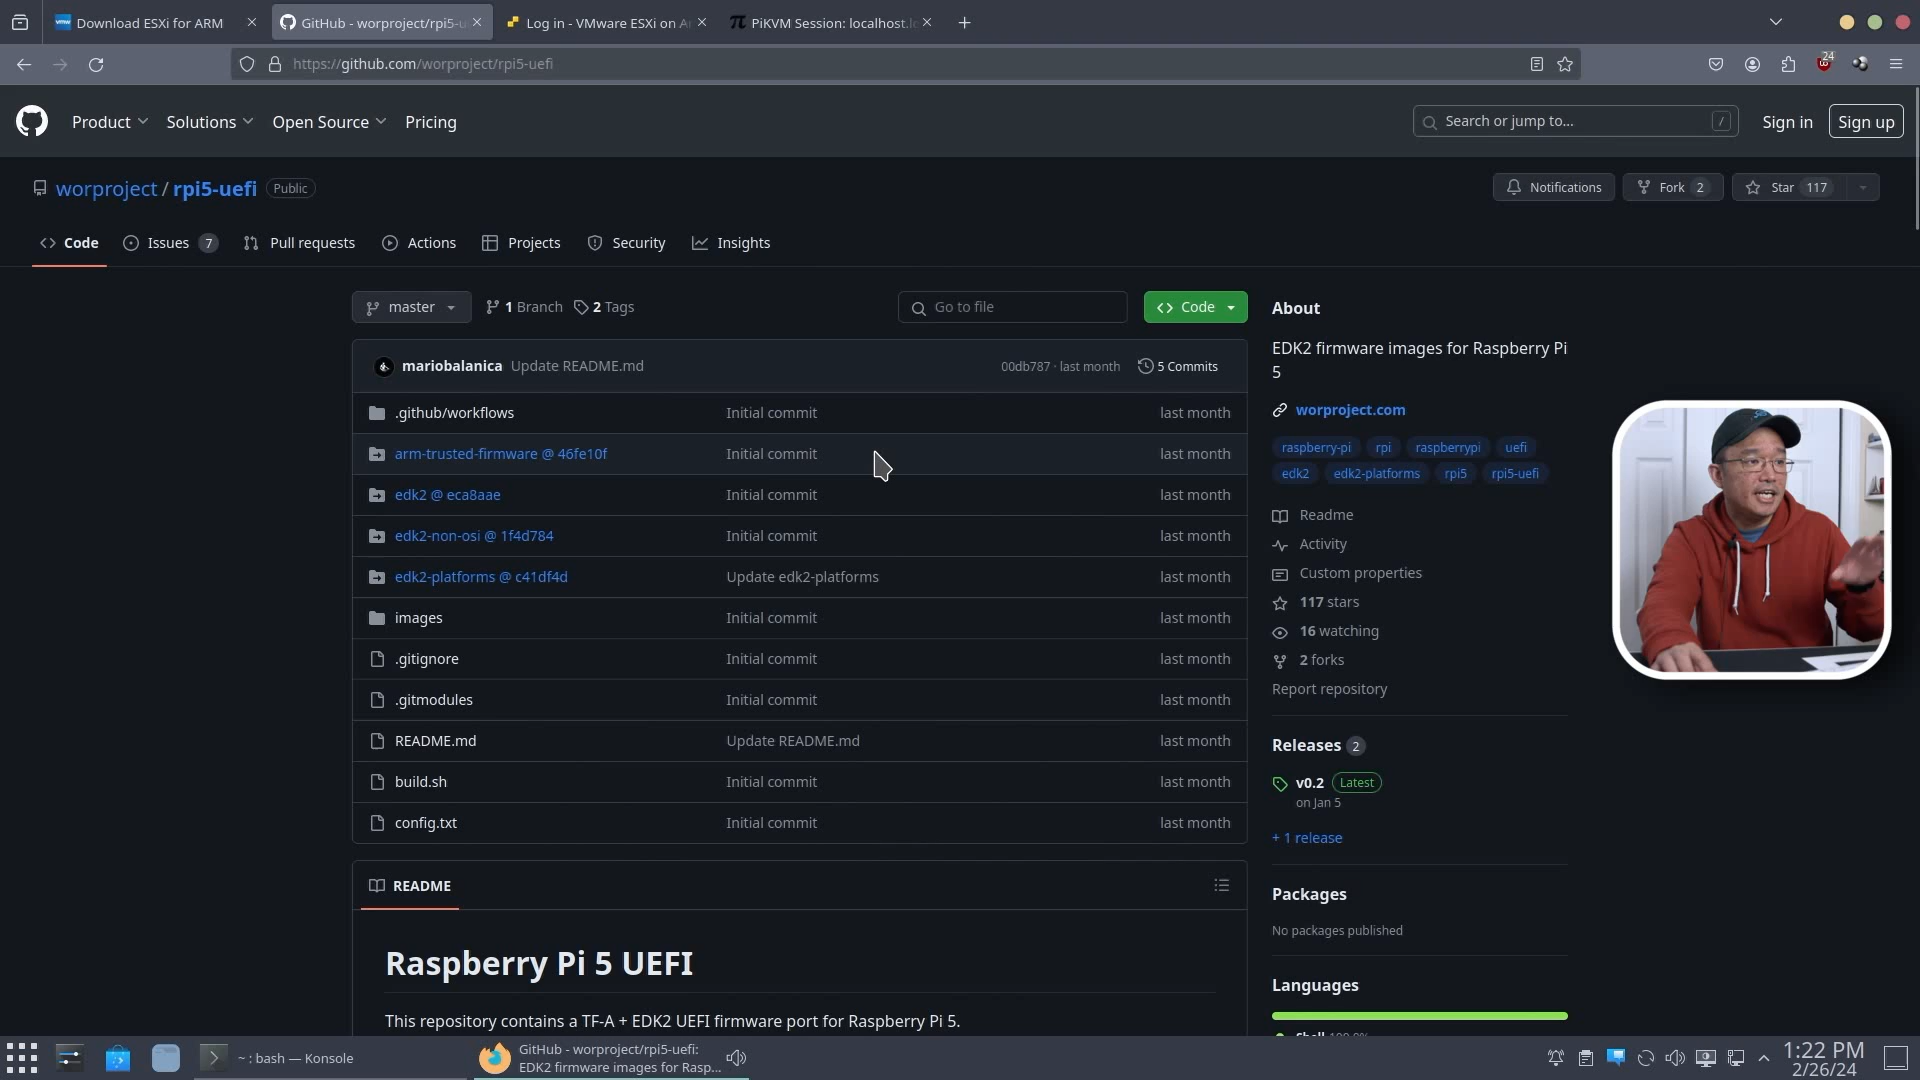 Download ESXi for ARM
GitHub - worproject/rpi5-u
Log in - VMware ESXi on A
PiKVM Session: localhost.l
https://github.com/worproject/rpi5-uefi
24
Product
Solutions
Open Source
Pricing
Search or jump to...
/
Sign in
Sign up
worproject / rpi5-uefi
Public
Notifications
Fork 2
Star 117
Code
Issues 7
Pull requests
Actions
Projects
Security
Insights
master
1 Branch
2 Tags
Go to file
Code
mariobalanica Update README.md
00db787 · last month
5 Commits
.github/workflows Initial commit last month
arm-trusted-firmware @ 46fe10f Initial commit last month
edk2 @ eca8aae Initial commit last month
edk2-non-osi @ 1f4d784 Initial commit last month
edk2-platforms @ c41df4d Update edk2-platforms last month
images Initial commit last month
.gitignore Initial commit last month
.gitmodules Initial commit last month
README.md Update README.md last month
build.sh Initial commit last month
config.txt Initial commit last month
README
Raspberry Pi 5 UEFI
This repository contains a TF-A + EDK2 UEFI firmware port for Raspberry Pi 5.
About
EDK2 firmware images for Raspberry Pi
5
worproject.com
raspberry-pi rpi raspberrypi uefi
edk2 edk2-platforms rpi5 rpi5-uefi
Readme
Activity
Custom properties
117 stars
16 watching
2 forks
Report repository
Releases 2
v0.2 Latest
on Jan 5
+ 1 release
Packages
No packages published
Languages
Shell 100.0%
~ : bash — Konsole
GitHub - worproject/rpi5-uefi:
EDK2 firmware images for Rasp...
1:22 PM
2/26/24